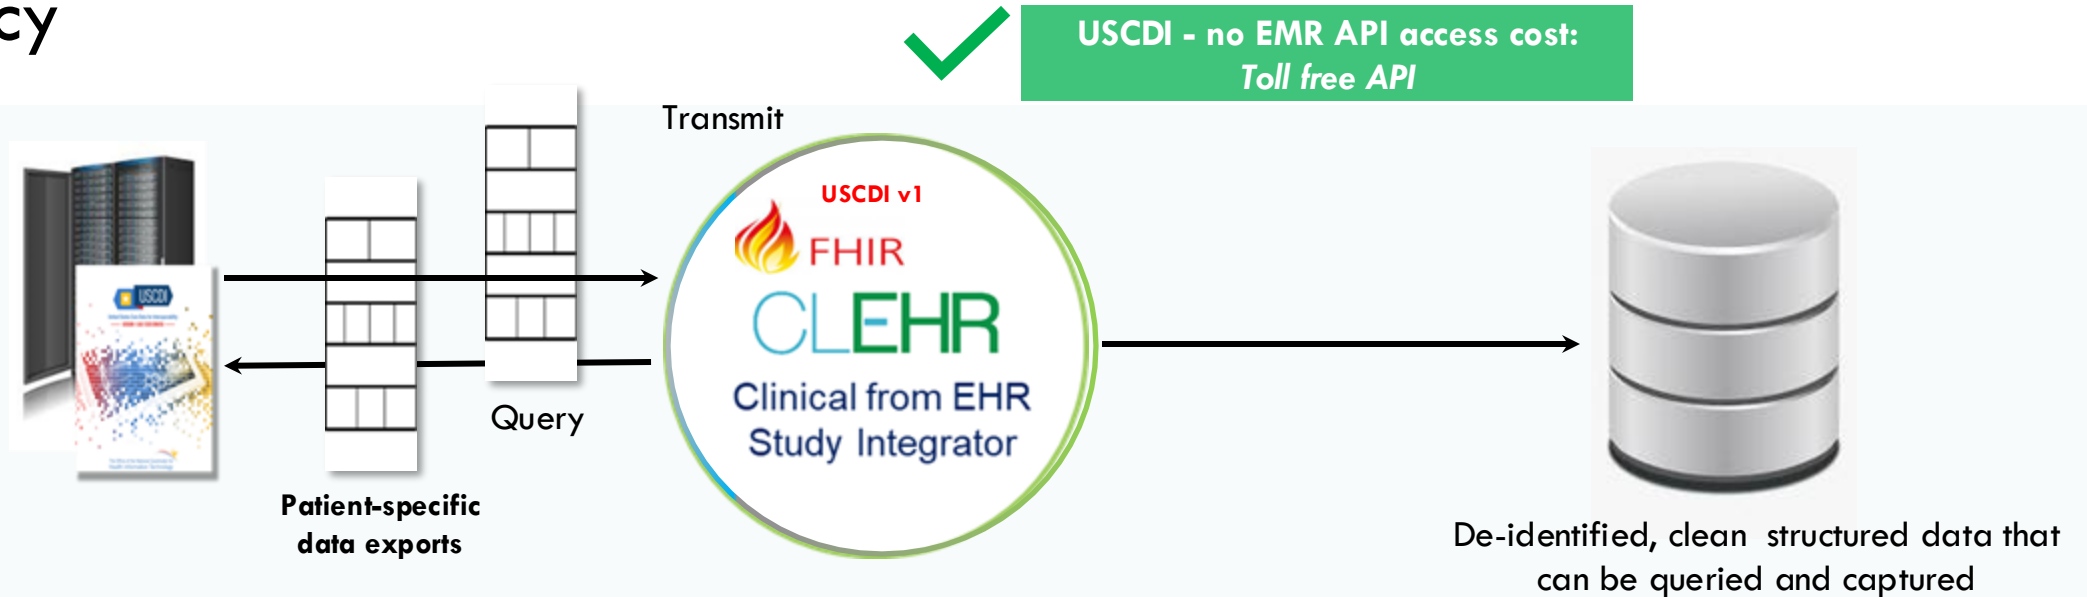 cy
USCDI - no EMR API access cost:
Toll free API
Transmit
USCDI v1
FHIR
CLEHR
Clinical from EHR
Study Integrator
USCDI
Query
Patient-specific
data exports
De-identified, clean structured data that
can be queried and captured